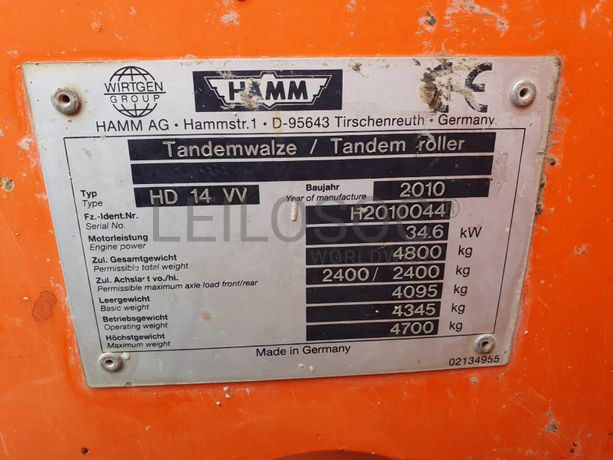 WIRTGEN GROUP HAMM CE
HAMM AG · Hammstr.1 · D-95643 Tirschenreuth · Germany
Tandemwalze / Tandem roller
Typ HD 14 VV Baujahr 2010
Type Year of manufacture
Fz.-Ident.Nr. H2010044
Serial No.
Motorleistung 34.6 kW
Engine power
Zul. Gesamtgewicht 4800 kg
Permissible total weight
Zul. Achslast vo./hi. 2400 / 2400 kg
Permissible maximum axle load front/rear
Leergewicht 4095 kg
Basic weight
Betriebsgewicht 4345 kg
Operating weight
Höchstgewicht 4700 kg
Maximum weight
Made in Germany
02134955
LEILOSOC®
WORLDWIDE